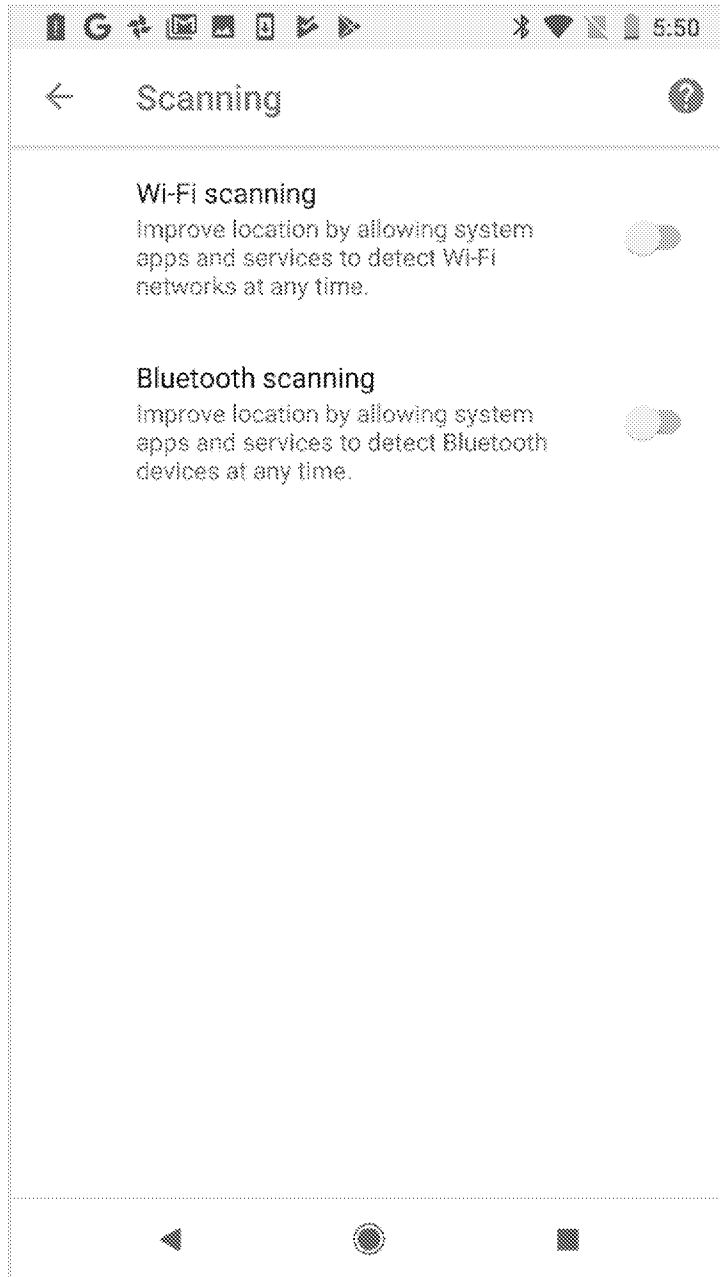 G
5:50
Scanning
?
Wi-Fi scanning
Improve location by allowing system
apps and services to detect Wi-Fi
networks at any time.
Bluetooth scanning
Improve location by allowing system
apps and services to detect Bluetooth
devices at any time.